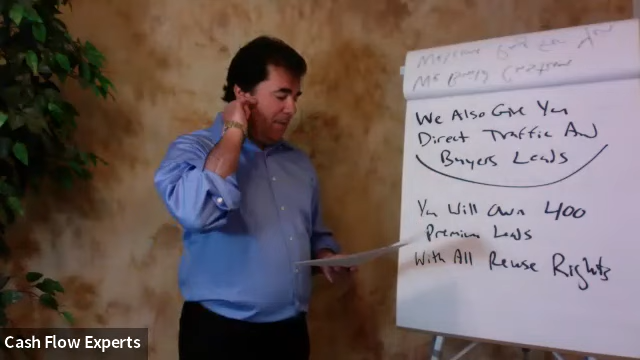 We Also Give You
Direct Traffic And
Buyers Leads
You Will Own 400
Premium Leads
With All Reuse Rights
Cash Flow Experts